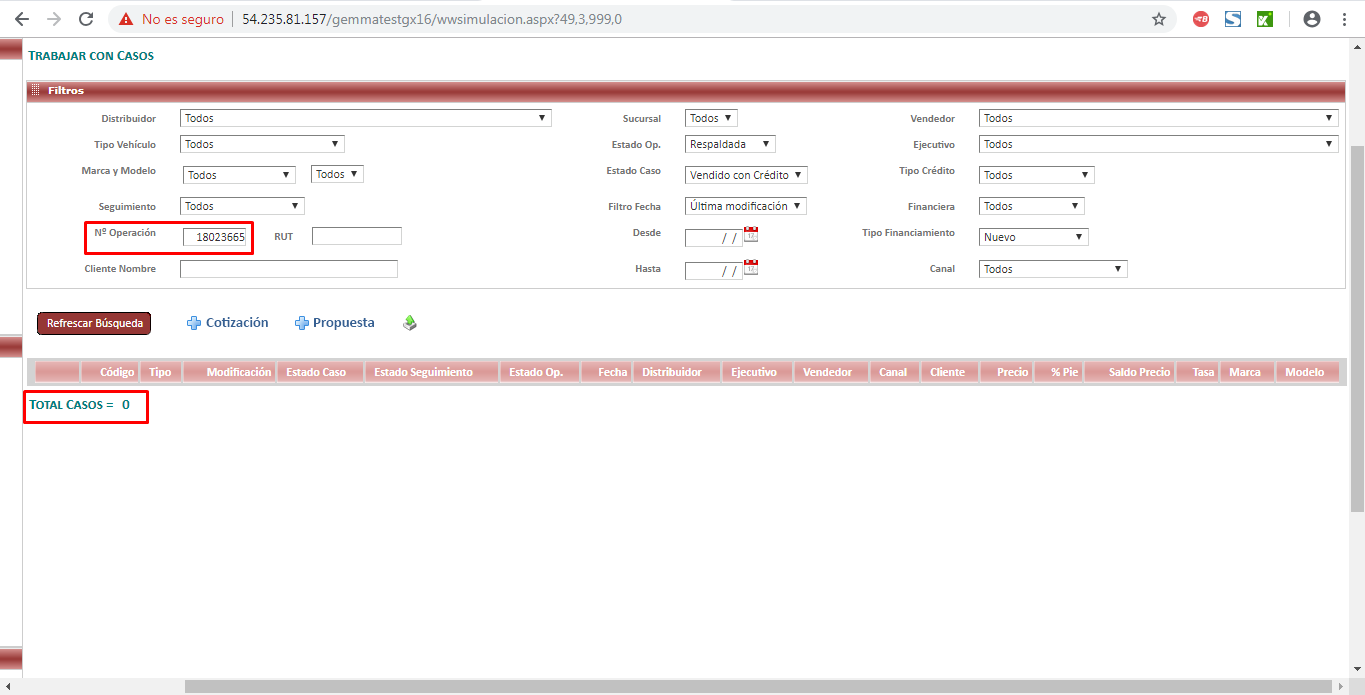 No es seguro | 54.235.81.157/gemmatestgx16/wwsimulacion.aspx?49,3,999,0
TRABAJAR CON CASOS
Filtros
Distribuidor Todos Sucursal Todos Vendedor Todos
Tipo Vehículo Todos Estado Op. Respaldada Ejecutivo Todos
Marca y Modelo Todos Todos Estado Caso Vendido con Crédito Tipo Crédito Todos
Seguimiento Todos Filtro Fecha Última modificación Financiera Todos
Nº Operación 18023665 RUT Desde / / Tipo Financiamiento Nuevo
Cliente Nombre Hasta / / Canal Todos
Refrescar Búsqueda Cotización Propuesta
Código Tipo Modificación Estado Caso Estado Seguimiento Estado Op. Fecha Distribuidor Ejecutivo Vendedor Canal Cliente Precio % Pie Saldo Precio Tasa Marca Modelo
TOTAL CASOS = 0